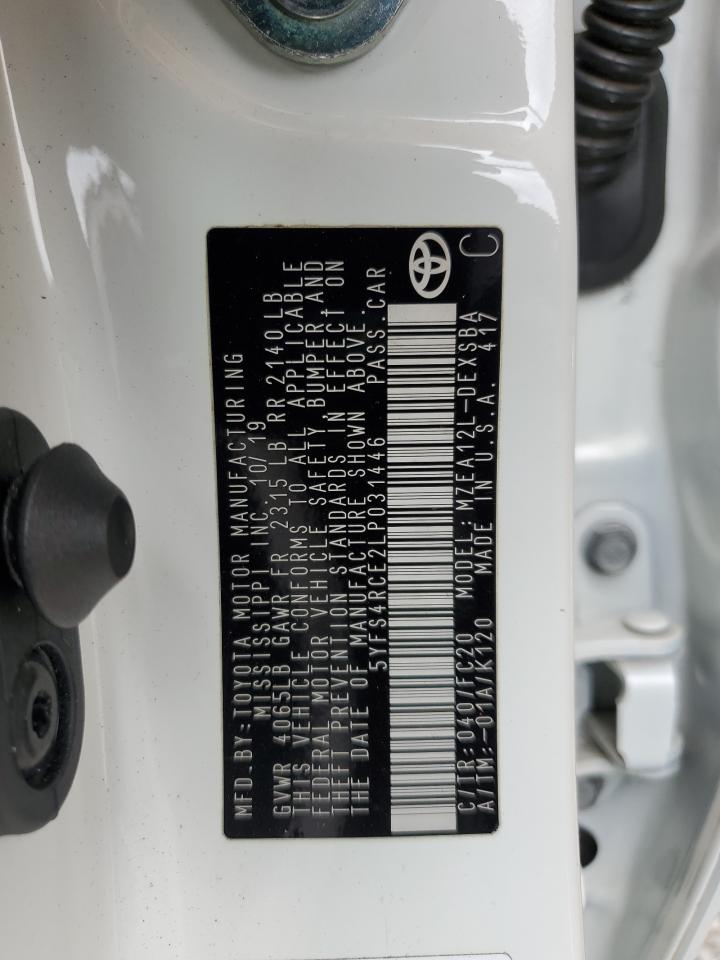 MFD.BY:TOYOTA MOTOR MANUFACTURING
MISSISSIPPI INC. 10/19
GVWR 4065LB GAWR FR 2315 LB RR 2140 LB
THIS VEHICLE CONFORMS TO ALL APPLICABLE
FEDERAL MOTOR VEHICLE SAFETY, BUMPER AND
THEFT PREVENTION STANDARDS IN EFFECT ON
THE DATE OF MANUFACTURE SHOWN ABOVE.
5YFS4RCE2LP031446 PASS.CAR
C/TR:040/FC20 MODEL:MZEA12L-DEXSBA
A/TM:-01A/K120 MADE IN U.S.A. 417
C